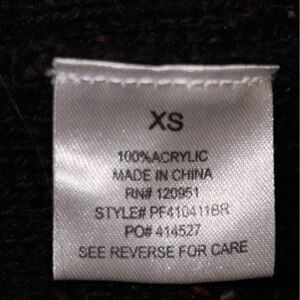 XS
100%ACRYLIC
MADE IN CHINA
RN# 120951
STYLE# PF410411BR
PO# 414527
SEE REVERSE FOR CARE